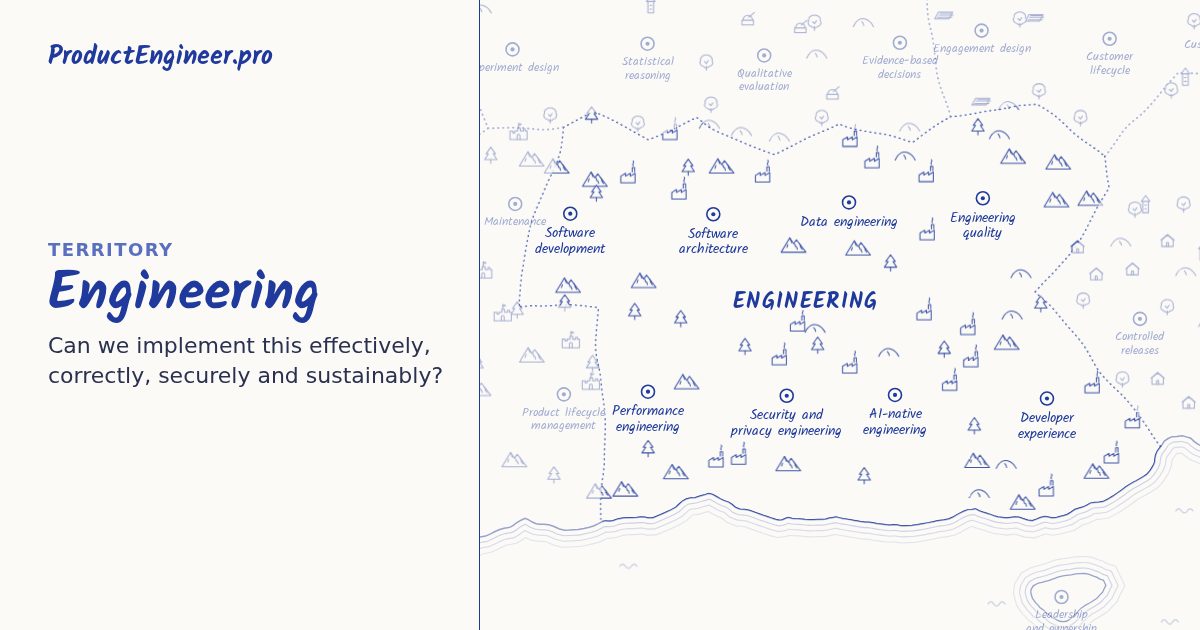 ProductEngineer.pro
TERRITORY
Engineering
Can we implement this effectively,
correctly, securely and sustainably?
periment design
Statistical
reasoning
Qualitative
evaluation
Evidence-based
decisions
Engagement design
Customer
lifecycle
Maintenance
Software
development
Software
architecture
Data engineering
Engineering
quality
ENGINEERING
Controlled
releases
Product lifecycle
management
Performance
engineering
Security and
privacy engineering
AI-native
engineering
Developer
experience
Leadership
and ownership